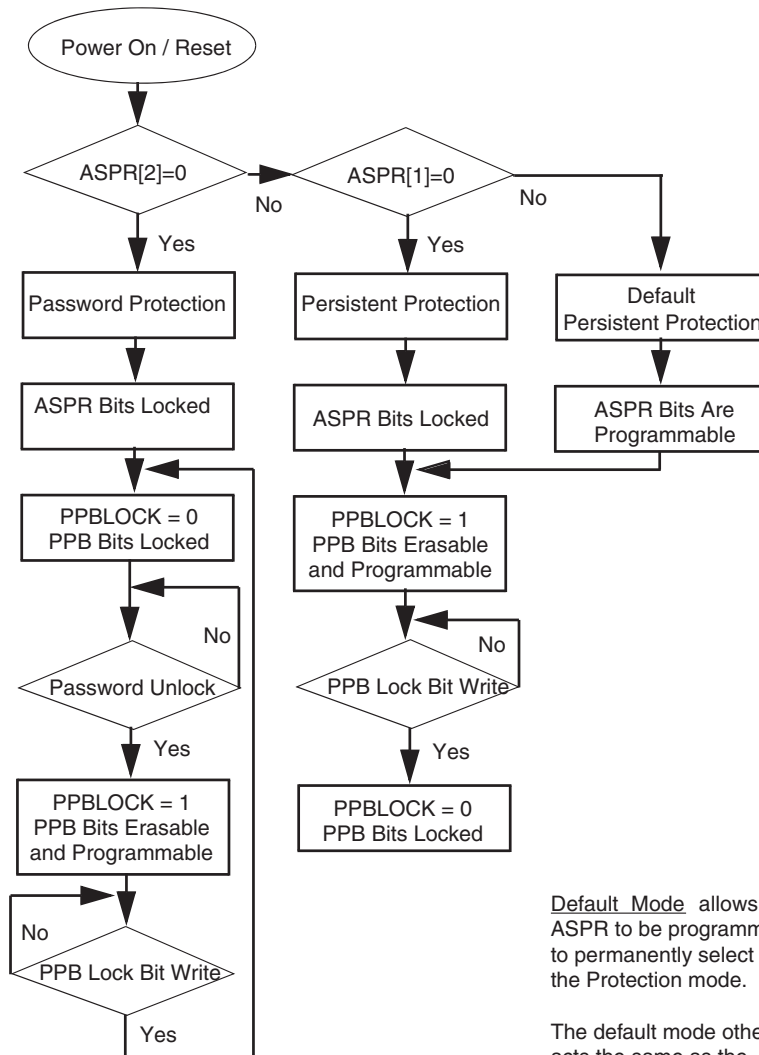 Power On / Reset
ASPR[2]=0
No
ASPR[1]=0
No
Yes
Yes
Password Protection
Persistent Protection
Default
Persistent Protection
ASPR Bits Locked
ASPR Bits Locked
ASPR Bits Are
Programmable
PPBLOCK = 0
PPB Bits Locked
PPBLOCK = 1
PPB Bits Erasable
and Programmable
No
Password Unlock
No
PPB Lock Bit Write
Yes
Yes
PPBLOCK = 1
PPB Bits Erasable
and Programmable
PPBLOCK = 0
PPB Bits Locked
No
PPB Lock Bit Write
Yes
Default Mode allows
ASPR to be programm
to permanently select
the Protection mode.
The default mode othe
acts the same as the